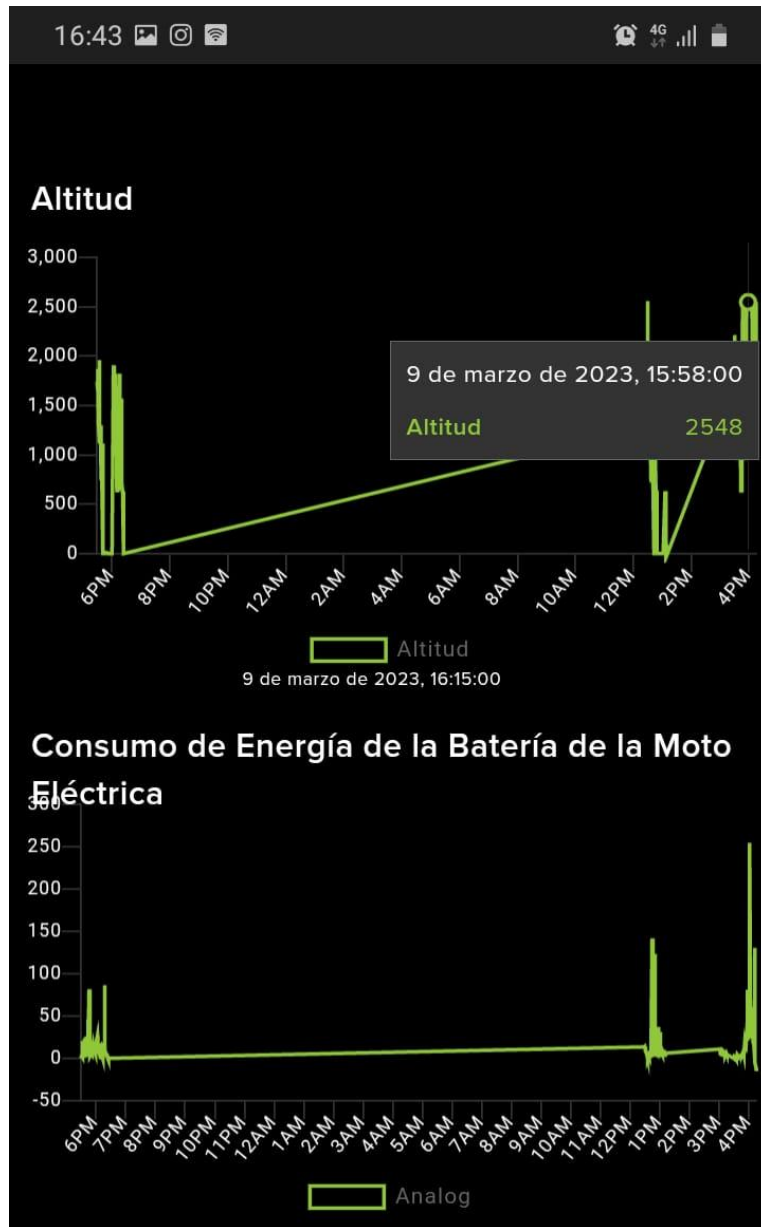 16:43
4G
Altitud
3,000
2,500
2,000
1,500
1,000
500
0
9 de marzo de 2023, 15:58:00
Altitud 2548
6PM 8PM 10PM 12AM 2AM 4AM 6AM 8AM 10AM 12PM 2PM 4PM
Altitud
9 de marzo de 2023, 16:15:00
Consumo de Energía de la Batería de la Moto
Eléctrica
300
250
200
150
100
50
0
-50
6PM 7PM 8PM 9PM 10PM 11PM 12AM 1AM 2AM 3AM 4AM 5AM 6AM 7AM 8AM 9AM 10AM 11AM 12PM 1PM 2PM 3PM 4PM
Analog